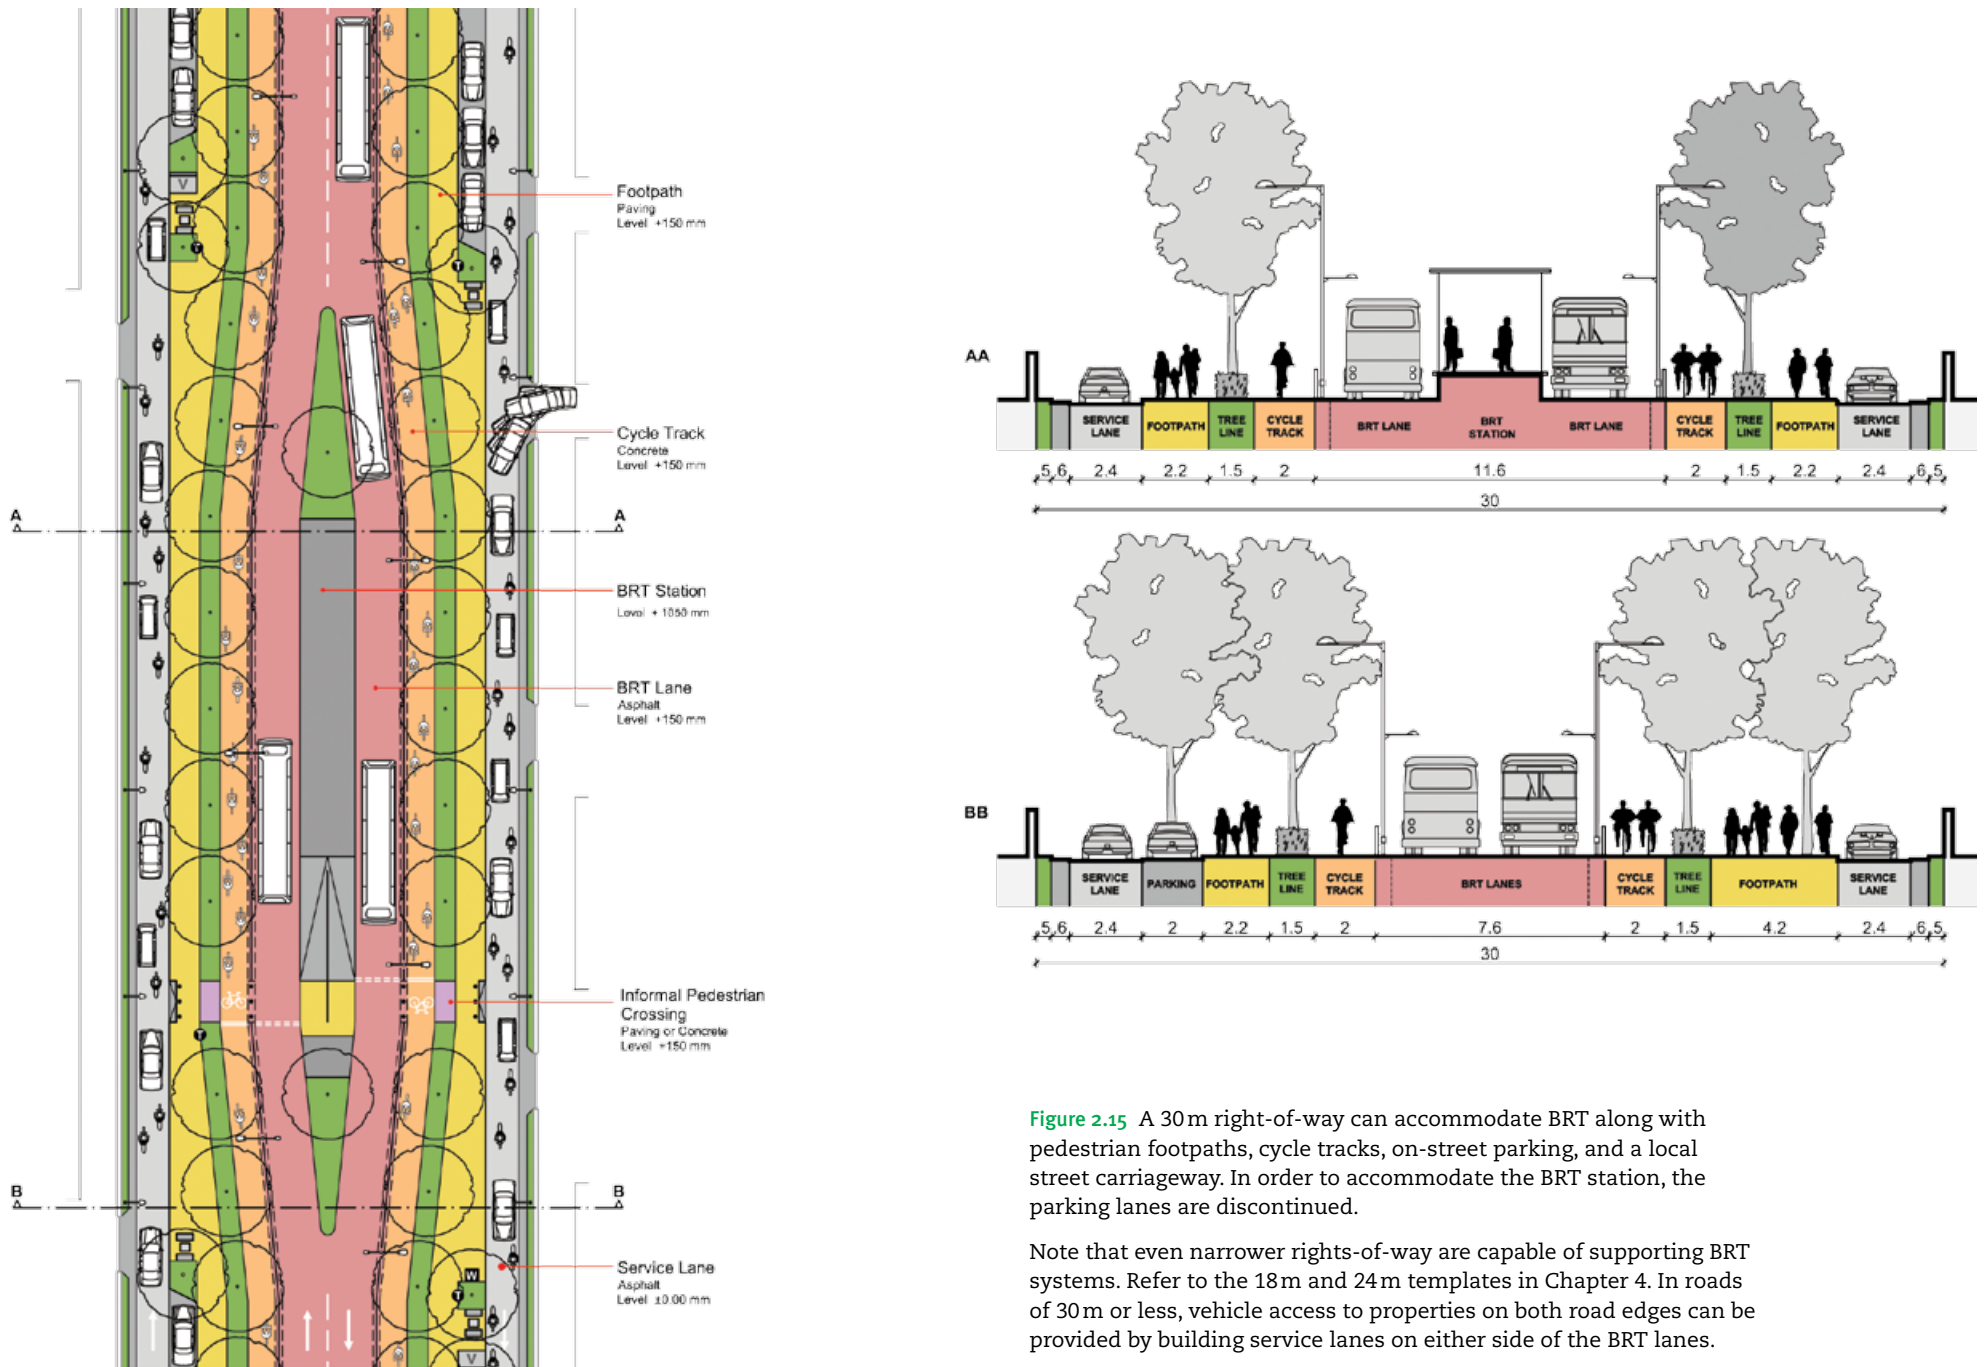 Footpath
Paving
Level +150 mm
Cycle Track
Concrete
Level +150 mm
A
A
BRT Station
Level + 1050 mm
BRT Lane
Asphalt
Level +150 mm
Informal Pedestrian
Crossing
Paving or Concrete
Level +150 mm
B
B
Service Lane
Asphalt
Level ±0.00 mm
V
T
T
T
W
T
V
AA
SERVICE LANE
FOOTPATH
TREE LINE
CYCLE TRACK
BRT LANE
BRT STATION
BRT LANE
CYCLE TRACK
TREE LINE
FOOTPATH
SERVICE LANE
.5 .6 2.4 2.2 1.5 2 11.6 2 1.5 2.2 2.4 .6 .5
30
BB
SERVICE LANE
PARKING
FOOTPATH
TREE LINE
CYCLE TRACK
BRT LANES
CYCLE TRACK
TREE LINE
FOOTPATH
SERVICE LANE
.5 .6 2.4 2 2.2 1.5 2 7.6 2 1.5 4.2 2.4 .6 .5
30
Figure 2.15 A 30 m right-of-way can accommodate BRT along with
pedestrian footpaths, cycle tracks, on-street parking, and a local
street carriageway. In order to accommodate the BRT station, the
parking lanes are discontinued.
Note that even narrower rights-of-way are capable of supporting BRT
systems. Refer to the 18 m and 24 m templates in Chapter 4. In roads
of 30 m or less, vehicle access to properties on both road edges can be
provided by building service lanes on either side of the BRT lanes.